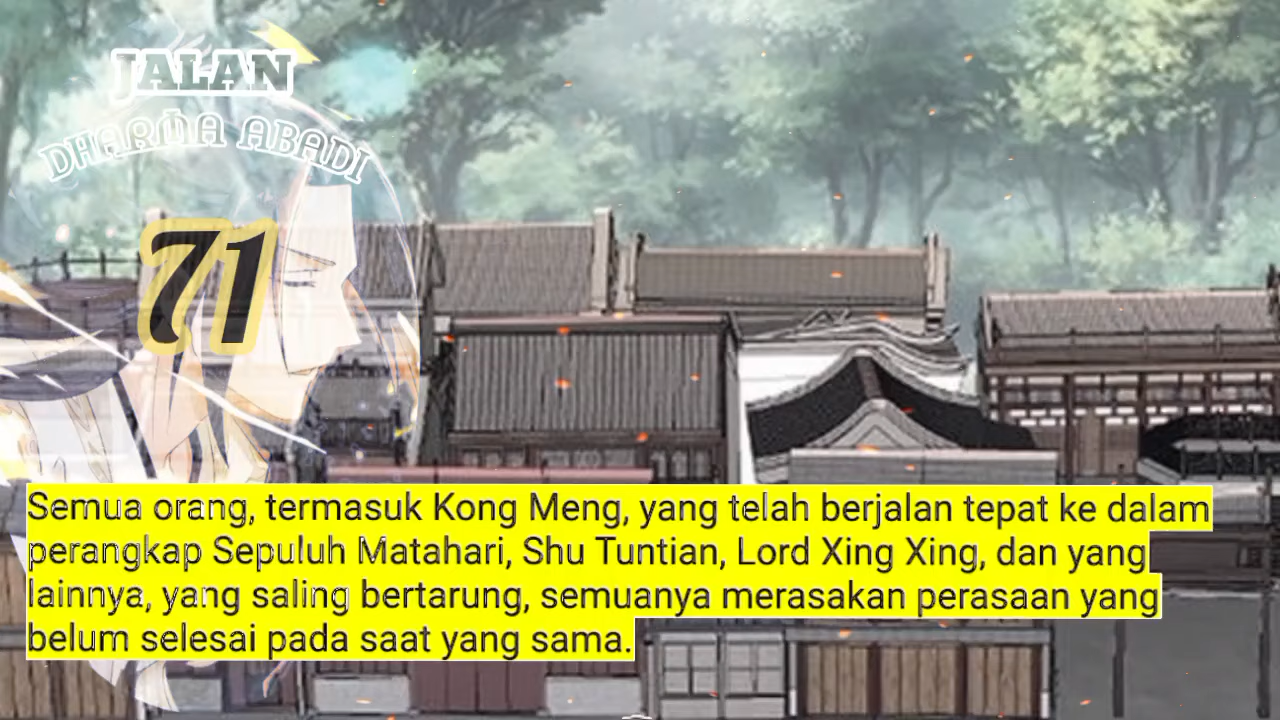 JALAN
DHARMA ABADI
71
Semua orang, termasuk Kong Meng, yang telah berjalan tepat ke dalam
perangkap Sepuluh Matahari, Shu Tuntian, Lord Xing Xing, dan yang
lainnya, yang saling bertarung, semuanya merasakan perasaan yang
belum selesai pada saat yang sama.